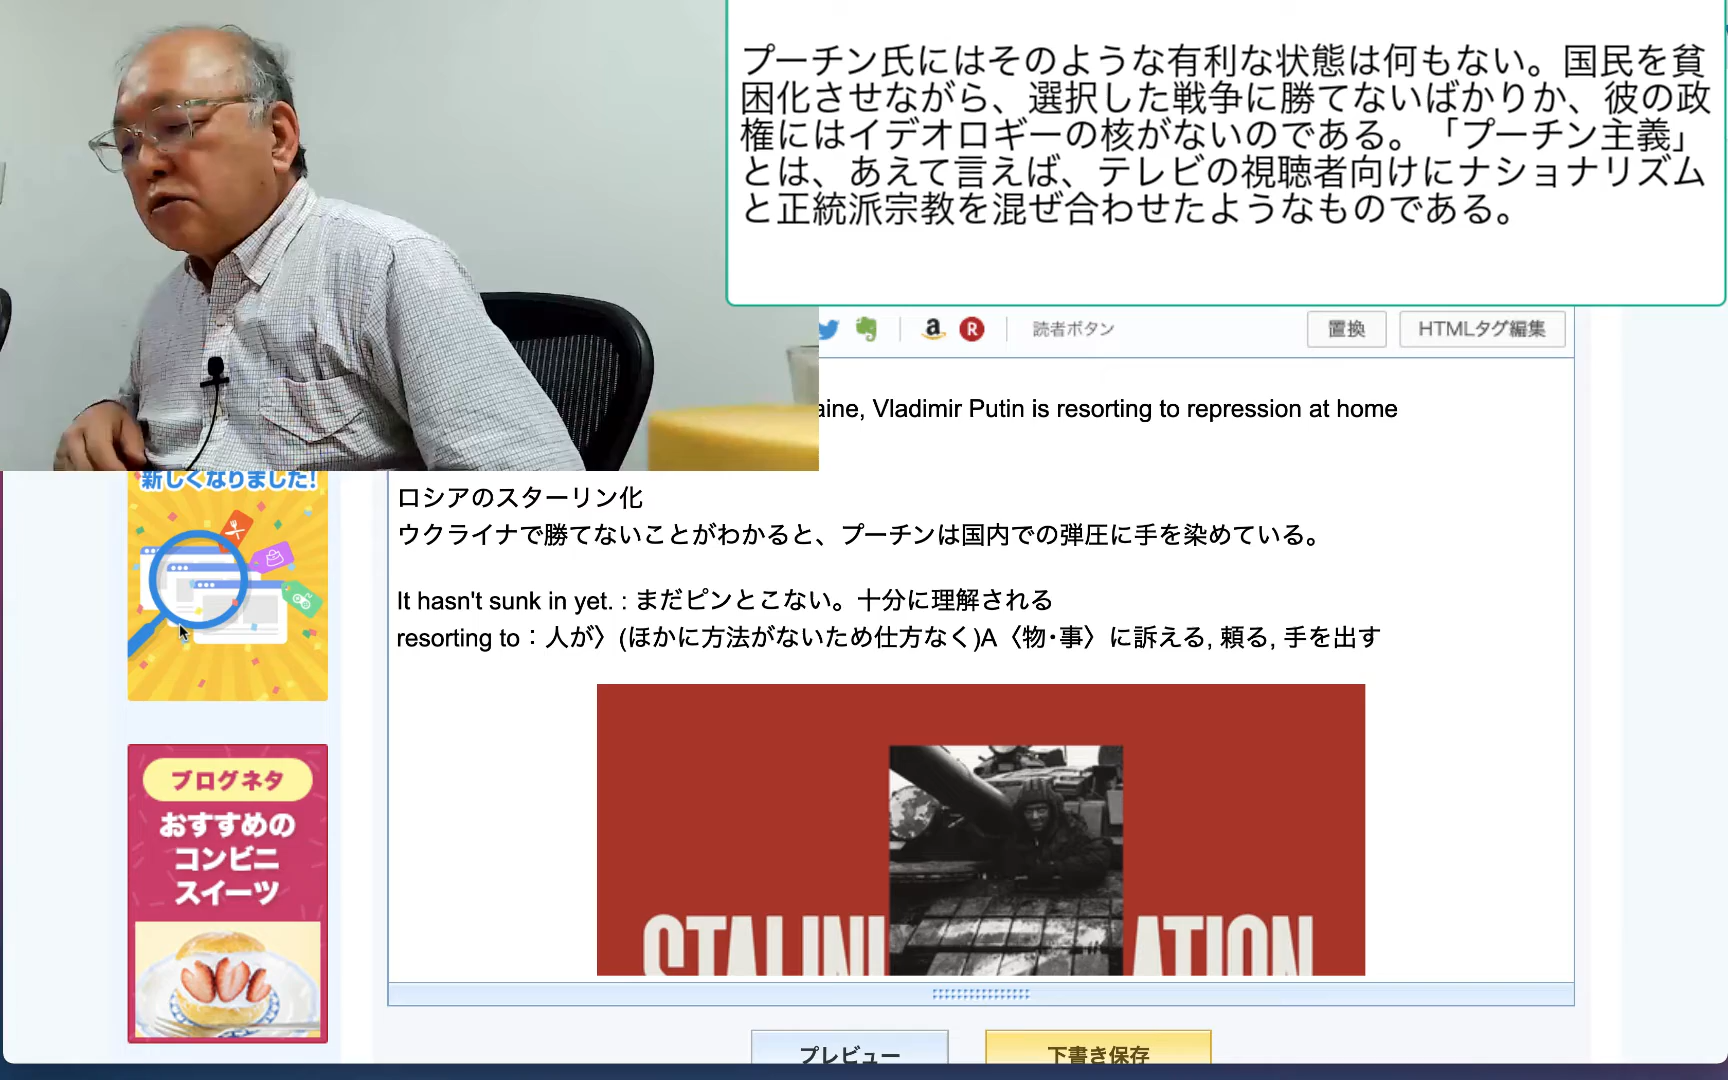 プーチン氏にはそのような有利な状態は何もない。国民を貧
困化させながら、選択した戦争に勝てないばかりか、彼の政
権にはイデオロギーの核がないのである。「プーチン主義」
とは、あえて言えば、テレビの視聴者向けにナショナリズム
と正統派宗教を混ぜ合わせたようなものである。
読者ボタン
置換
HTMLタグ編集
aine, Vladimir Putin is resorting to repression at home
新しくなりました!
ロシアのスターリン化
ウクライナで勝てないことがわかると、プーチンは国内での弾圧に手を染めている。
It hasn't sunk in yet. : まだピンとこない。十分に理解される
resorting to：人が〉(ほかに方法がないため仕方なく)A〈物･事〉に訴える, 頼る, 手を出す
ブログネタ
おすすめの
コンビニ
スイーツ
STALINI ATION
プレビュー
下書き保存